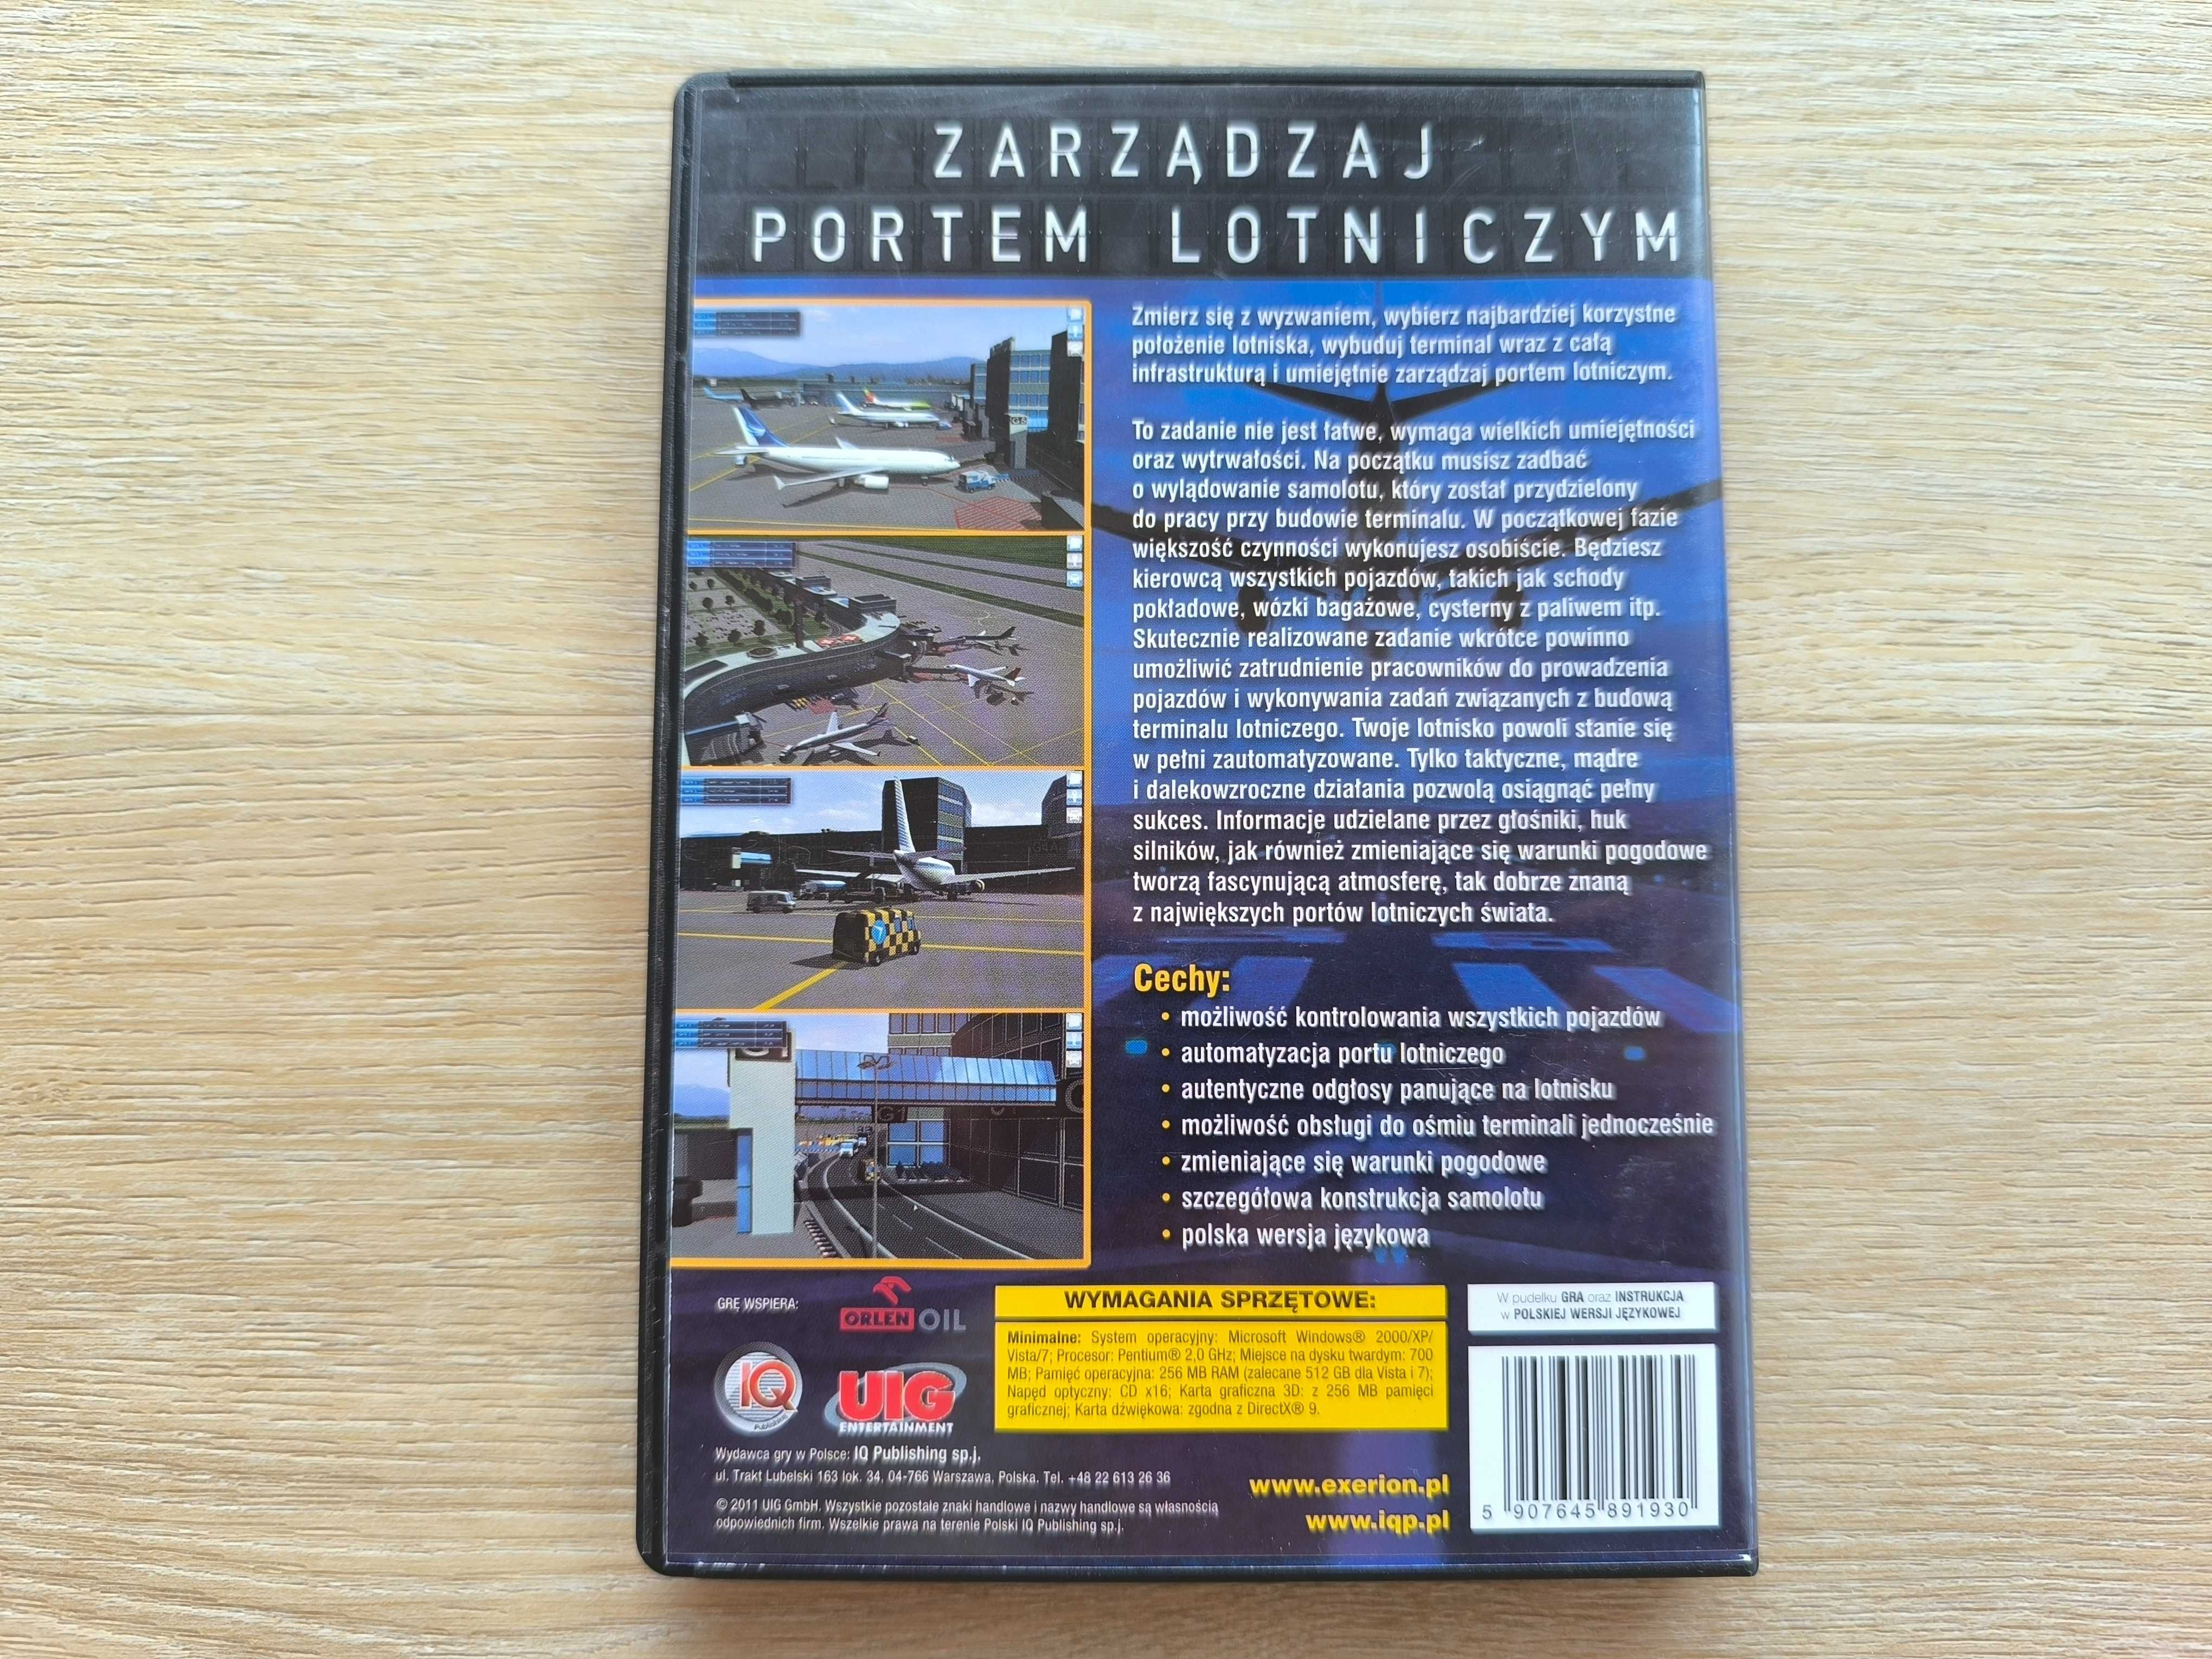 ZARZĄDZAJ
PORTEM LOTNICZYM
Zmierz się z wyzwaniem, wybierz najbardziej korzystne
położenie lotniska, wybuduj terminal wraz z całą
infrastrukturą i umiejętnie zarządzaj portem lotniczym.
To zadanie nie jest łatwe, wymaga wielkich umiejętności
oraz wytrwałości. Na początku musisz zadbać
o wylądowanie samolotu, który został przydzielony
do pracy przy budowie terminalu. W początkowej fazie
większość czynności wykonujesz osobiście. Będziesz
kierowcą wszystkich pojazdów, takich jak schody
pokładowe, wózki bagażowe, cysterny z paliwem itp.
Skutecznie realizowane zadanie wkrótce powinno
umożliwić zatrudnienie pracowników do prowadzenia
pojazdów i wykonywania zadań związanych z budową
terminalu lotniczego. Twoje lotnisko powoli stanie się
w pełni zautomatyzowane. Tylko taktyczne, mądre
i dalekowzroczne działania pozwolą osiągnąć pełny
sukces. Informacje udzielane przez głośniki, huk
silników, jak również zmieniające się warunki pogodowe
tworzą fascynującą atmosferę, tak dobrze znaną
z największych portów lotniczych świata.
Cechy:
• możliwość kontrolowania wszystkich pojazdów
• automatyzacja portu lotniczego
• autentyczne odgłosy panujące na lotnisku
• możliwość obsługi do ośmiu terminali jednocześnie
• zmieniające się warunki pogodowe
• szczegółowa konstrukcja samolotu
• polska wersja językowa
G5
G1
GRĘ WSPIERA:
ORLEN OIL
IQ
UIG
ENTERTAINMENT
WYMAGANIA SPRZĘTOWE:
Minimalne: System operacyjny: Microsoft Windows® 2000/XP/
Vista/7; Procesor: Pentium® 2,0 GHz; Miejsce na dysku twardym: 700
MB; Pamięć operacyjna: 256 MB RAM (zalecane 512 GB dla Vista i 7);
Napęd optyczny: CD x16; Karta graficzna 3D: z 256 MB pamięci
graficznej; Karta dźwiękowa: zgodna z DirectX® 9.
W pudełku GRA oraz INSTRUKCJA
w POLSKIEJ WERSJI JĘZYKOWEJ
Wydawca gry w Polsce: IQ Publishing sp.j.
ul. Trakt Lubelski 163 lok. 34, 04-766 Warszawa, Polska. Tel. +48 22 613 26 36
© 2011 UIG GmbH. Wszystkie pozostałe znaki handlowe i nazwy handlowe są własnością
odpowiednich firm. Wszelkie prawa na terenie Polski IQ Publishing sp.j.
www.exerion.pl
www.iqp.pl
5 907645 891930